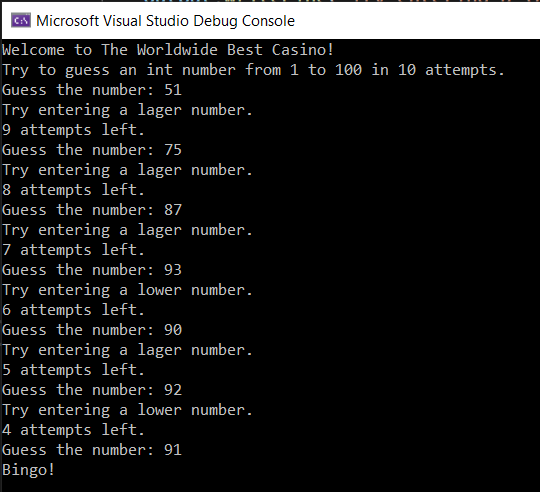 Microsoft Visual Studio Debug Console
Welcome to The Worldwide Best Casino!
Try to guess an int number from 1 to 100 in 10 attempts.
Guess the number: 51
Try entering a lager number.
9 attempts left.
Guess the number: 75
Try entering a lager number.
8 attempts left.
Guess the number: 87
Try entering a lager number.
7 attempts left.
Guess the number: 93
Try entering a lower number.
6 attempts left.
Guess the number: 90
Try entering a lager number.
5 attempts left.
Guess the number: 92
Try entering a lower number.
4 attempts left.
Guess the number: 91
Bingo!